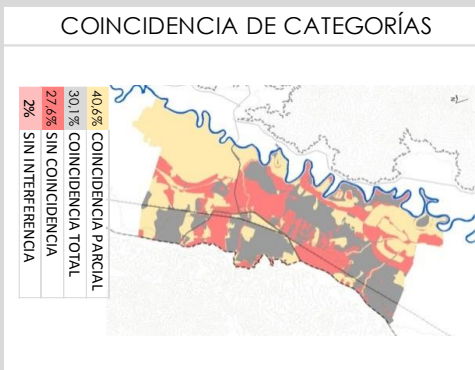 COINCIDENCIA DE CATEGORÍAS
40,6% COINCIDENCIA PARCIAL
30,1% COINCIDENCIA TOTAL
27,6% SIN COINCIDENCIA
2% SIN INTERFERENCIA